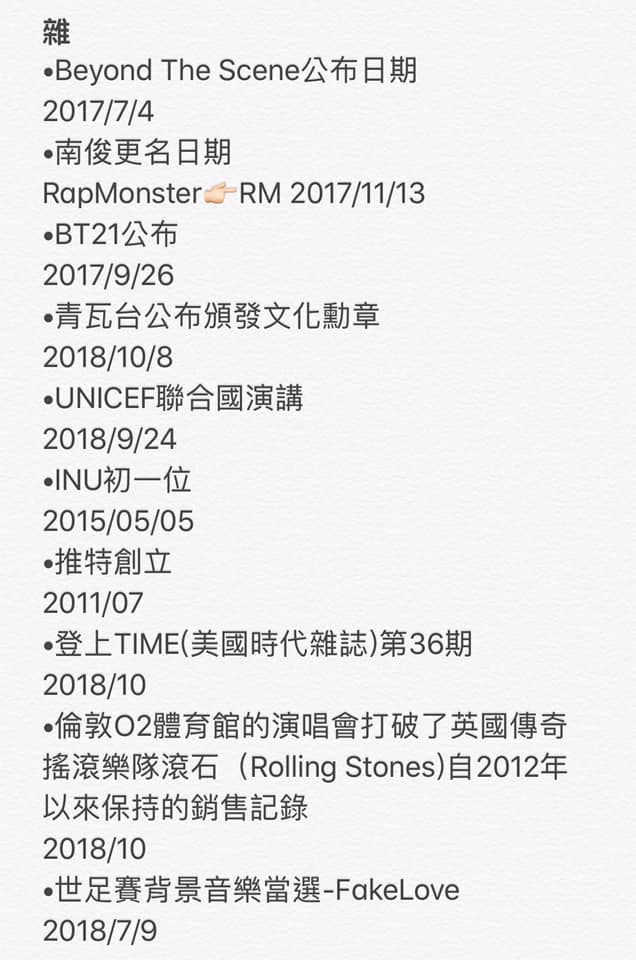 雜
•Beyond The Scene公布日期
2017/7/4
•南俊更名日期
RapMonster👉🏻RM 2017/11/13
•BT21公布
2017/9/26
•青瓦台公布頒發文化勳章
2018/10/8
•UNICEF聯合國演講
2018/9/24
•INU初一位
2015/05/05
•推特創立
2011/07
•登上TIME(美國時代雜誌)第36期
2018/10
•倫敦O2體育館的演唱會打破了英國傳奇
搖滾樂隊滾石（Rolling Stones)自2012年
以來保持的銷售記錄
2018/10
•世足賽背景音樂當選-FakeLove
2018/7/9